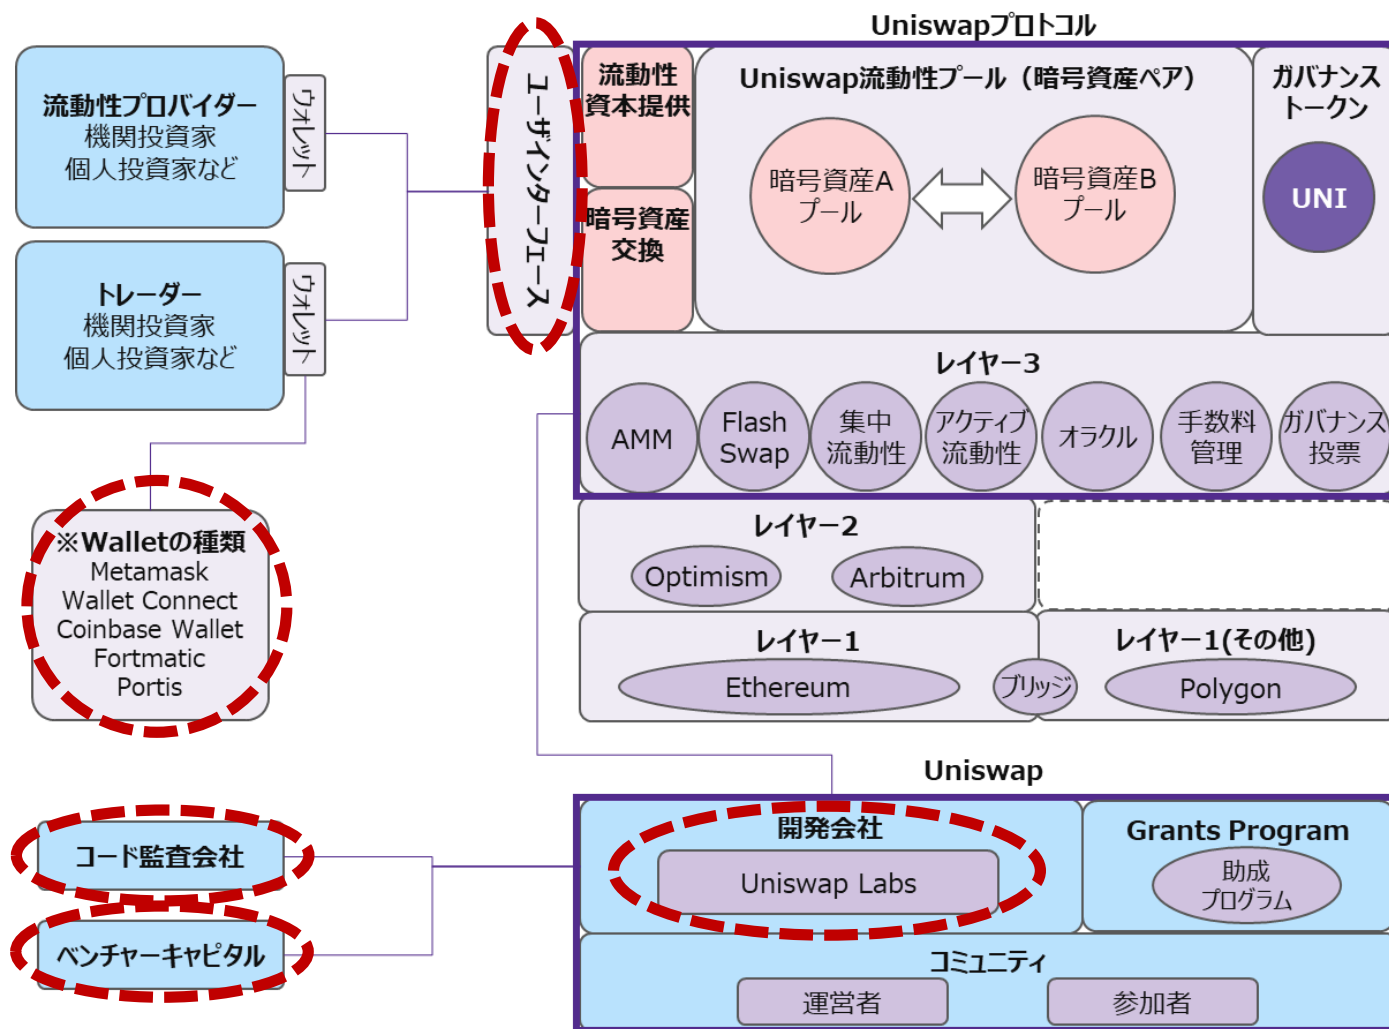 Uniswapプロトコル
流動性プロバイダー
機関投資家
個人投資家など
ウォレット
トレーダー
機関投資家
個人投資家など
ウォレット
ユーザインターフェース
流動性
資本提供
暗号資産
交換
Uniswap流動性プール（暗号資産ペア）
暗号資産A
プール
暗号資産B
プール
ガバナンス
トークン
UNI
レイヤー3
AMM
Flash
Swap
集中
流動性
アクティブ
流動性
オラクル
手数料
管理
ガバナンス
投票
※Walletの種類
Metamask
Wallet Connect
Coinbase Wallet
Fortmatic
Portis
レイヤー2
Optimism
Arbitrum
レイヤー1
Ethereum
ブリッジ
レイヤー1(その他)
Polygon
Uniswap
コード監査会社
ベンチャーキャピタル
開発会社
Uniswap Labs
Grants Program
助成
プログラム
コミュニティ
運営者
参加者